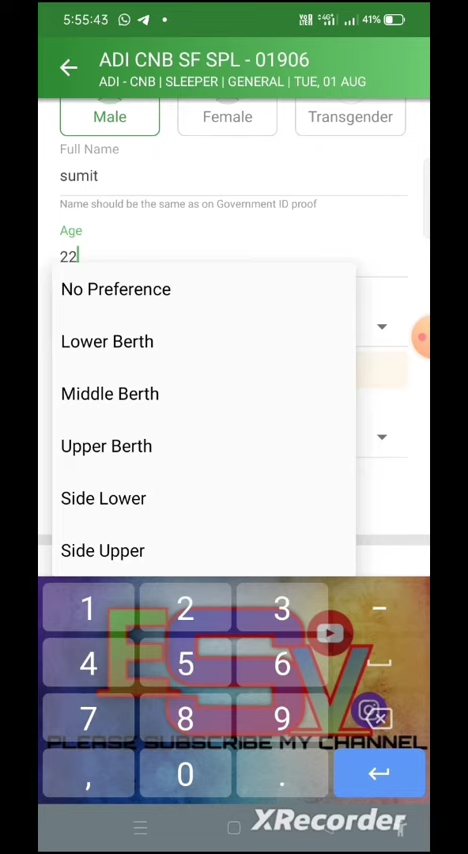 5:55:43
41%
ADI CNB SF SPL - 01906
ADI - CNB | SLEEPER | GENERAL | TUE, 01 AUG
Male
Female
Transgender
Full Name
sumit
Name should be the same as on Government ID proof
Age
22
No Preference
Lower Berth
Middle Berth
Upper Berth
Side Lower
Side Upper
1 2 3 -
4 5 6
7 8 9
ESV
PLEASE SUBSCRIBE MY CHANNEL
, 0 .
XRecorder